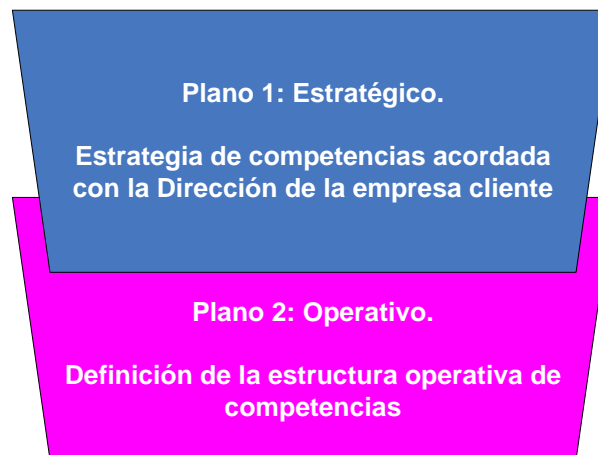 Plano 1: Estratégico.
Estrategia de competencias acordada
con la Dirección de la empresa cliente
Plano 2: Operativo.
Definición de la estructura operativa de
competencias